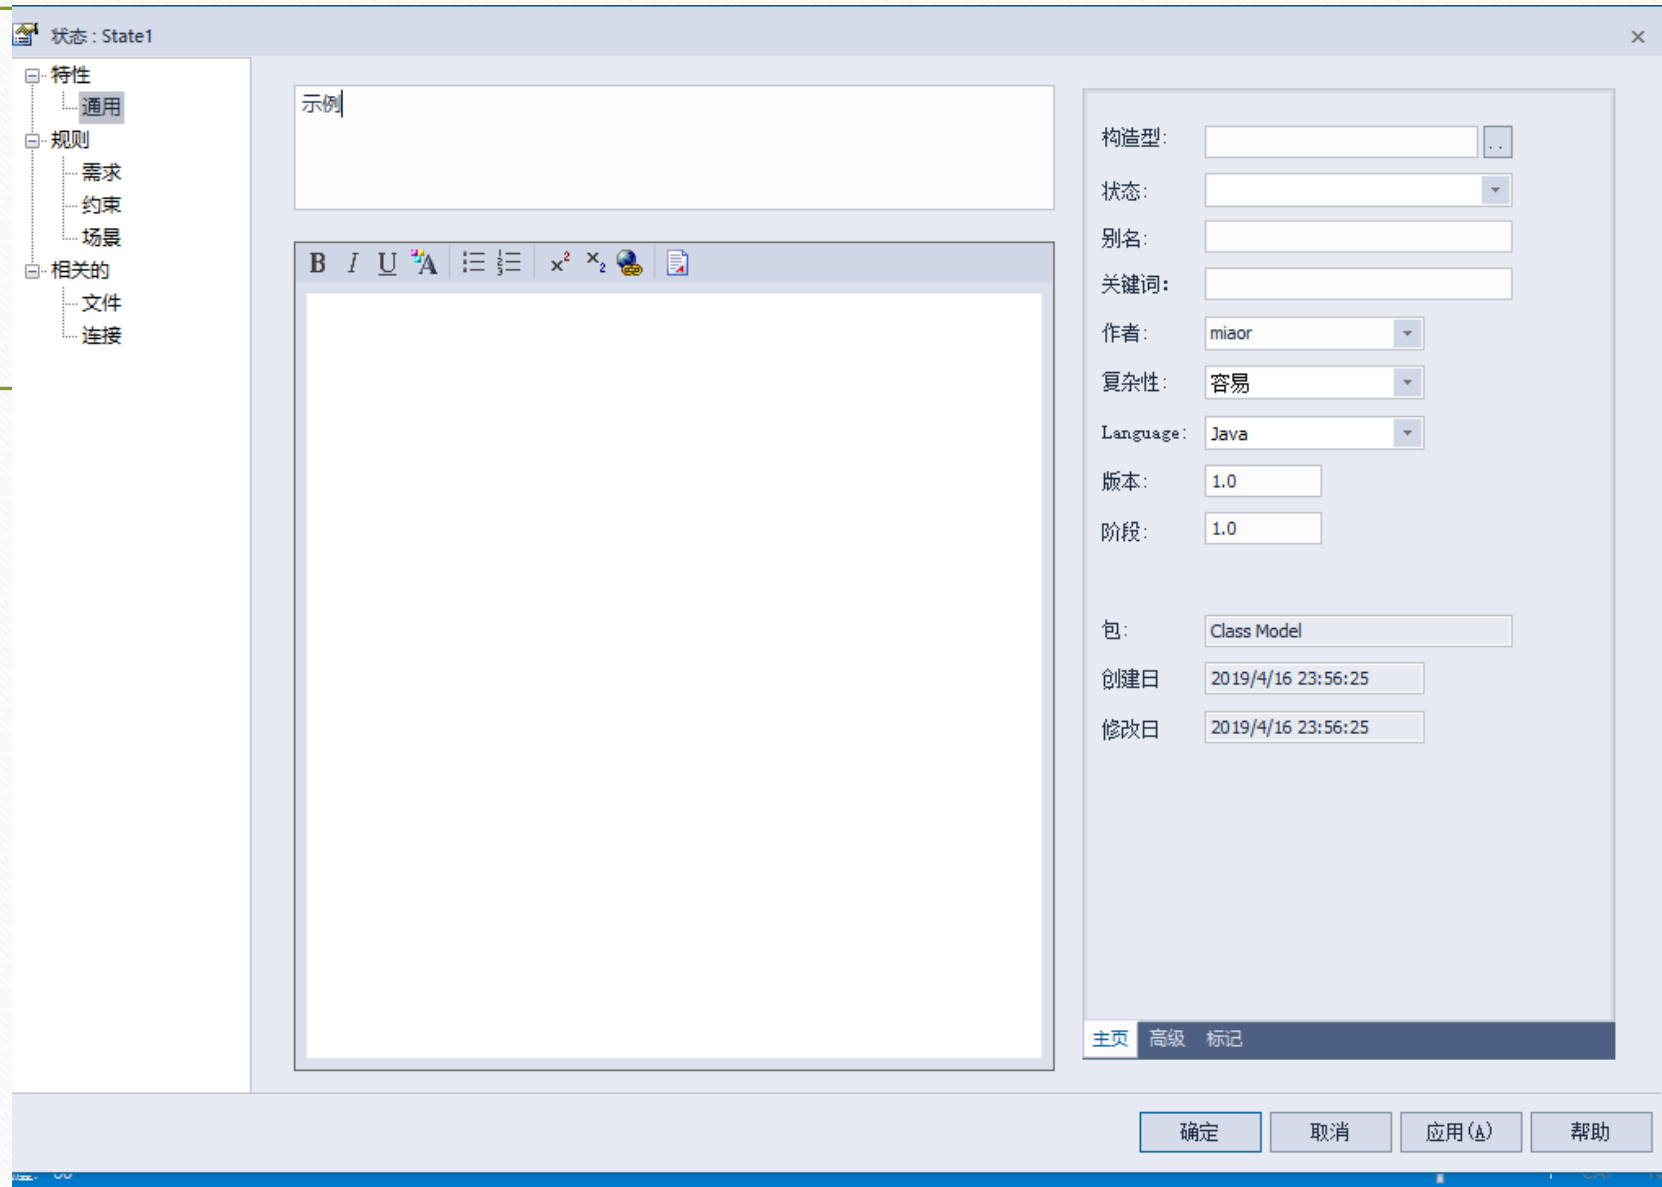 状态 : State1
特性
通用
规则
需求
约束
场景
相关的
文件
连接
示例
B I U A x² x₂
构造型:
..
状态:
别名:
关键词:
作者: miaor
复杂性: 容易
Language: Java
版本: 1.0
阶段: 1.0
包: Class Model
创建日 2019/4/16 23:56:25
修改日 2019/4/16 23:56:25
主页 高级 标记
确定 取消 应用(A) 帮助